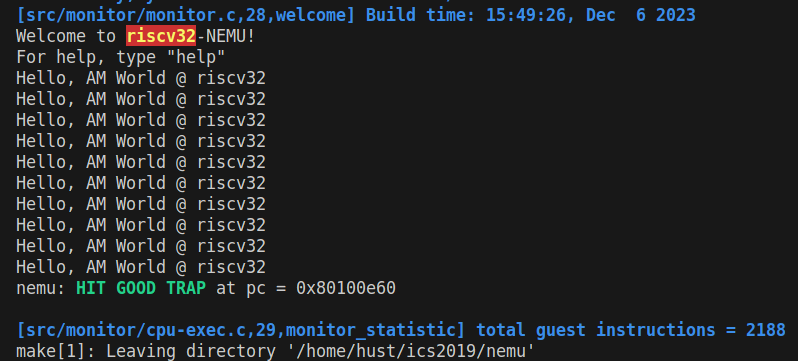 [src/monitor/monitor.c,28,welcome] Build time: 15:49:26, Dec  6 2023
Welcome to riscv32-NEMU!
For help, type "help"
Hello, AM World @ riscv32
Hello, AM World @ riscv32
Hello, AM World @ riscv32
Hello, AM World @ riscv32
Hello, AM World @ riscv32
Hello, AM World @ riscv32
Hello, AM World @ riscv32
Hello, AM World @ riscv32
Hello, AM World @ riscv32
Hello, AM World @ riscv32
nemu: HIT GOOD TRAP at pc = 0x80100e60
[src/monitor/cpu-exec.c,29,monitor_statistic] total guest instructions = 2188
make[1]: Leaving directory '/home/hust/ics2019/nemu'